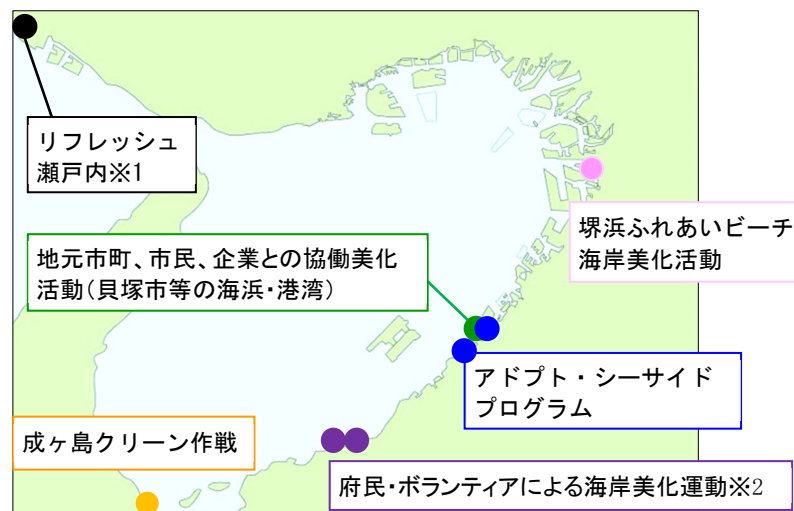 リフレッシュ
瀬戸内※1
堺浜ふれあいビーチ
海岸美化活動
地元市町、市民、企業との協働美化
活動(貝塚市等の海浜・港湾)
アドプト・シーサイド
プログラム
成ヶ島クリーン作戦
府民・ボランティアによる海岸美化運動※2